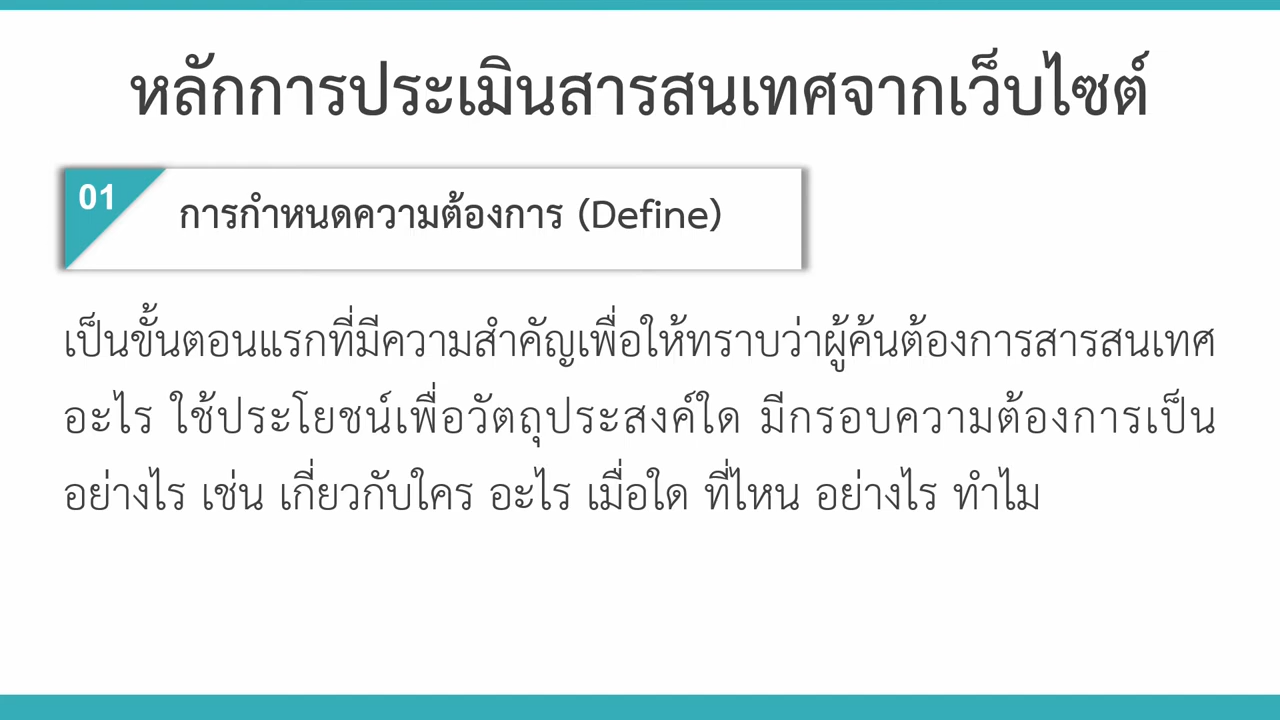 หลักการประเมินสารสนเทศจากเว็บไซต์
01
การกำหนดความต้องการ (Define)
เป็นขั้นตอนแรกที่มีความสำคัญเพื่อให้ทราบว่าผู้ค้นต้องการสารสนเทศ
อะไร ใช้ประโยชน์เพื่อวัตถุประสงค์ใด มีกรอบความต้องการเป็น
อย่างไร เช่น เกี่ยวกับใคร อะไร เมื่อใด ที่ไหน อย่างไร ทำไม